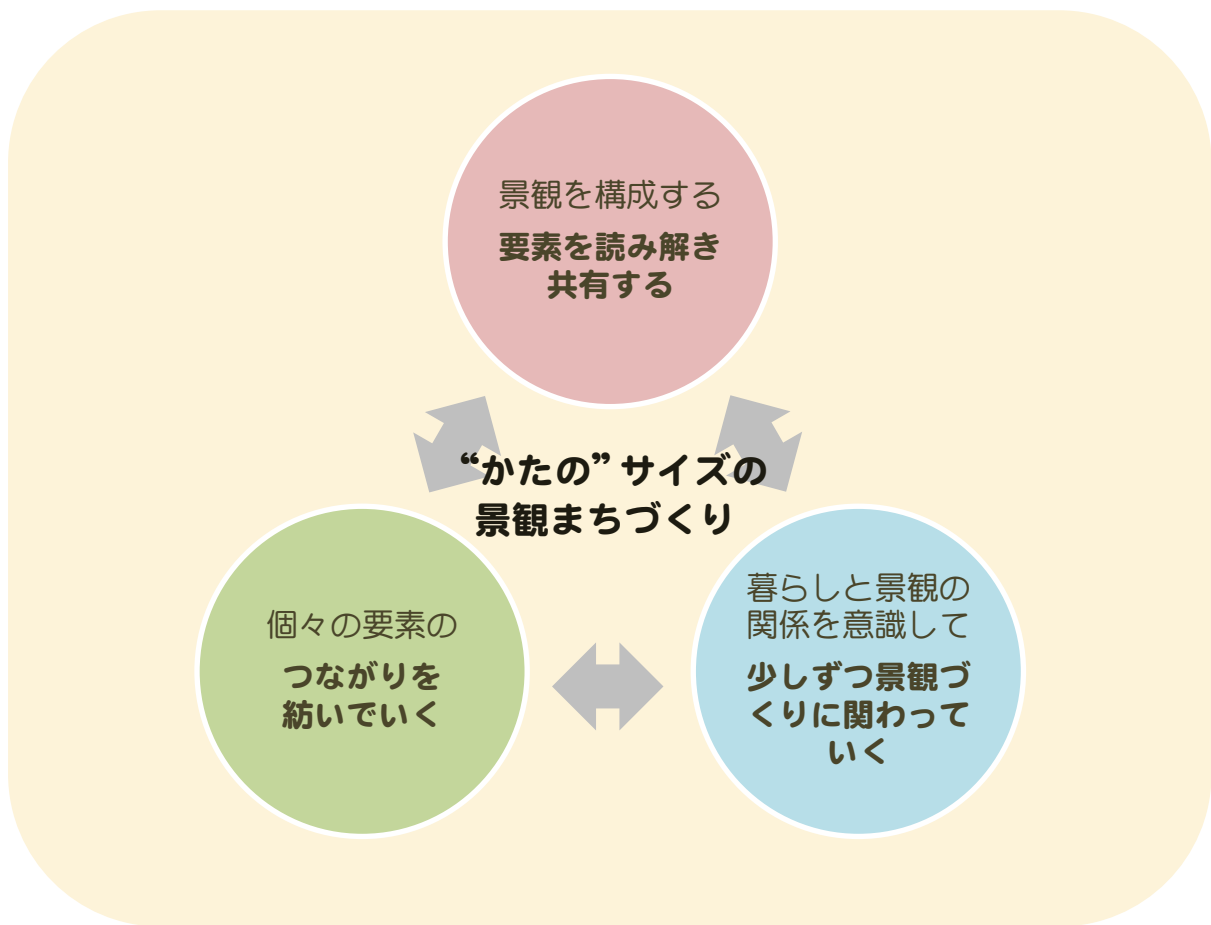 景観を構成する
要素を読み解き
共有する
“かたの”サイズの
景観まちづくり
個々の要素の
つながりを
紡いでいく
暮らしと景観の
関係を意識して
少しずつ景観づ
くりに関わって
いく